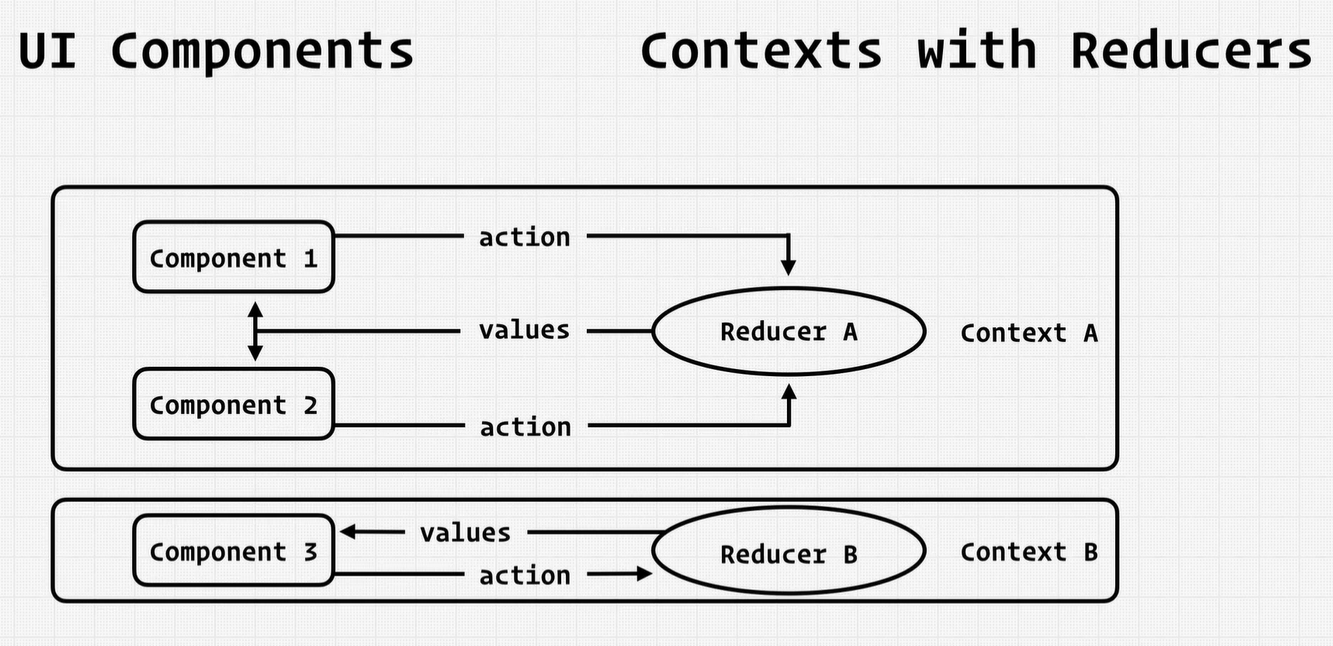 UI Components
Contexts with Reducers
action
Component 1
values
Reducer A
Context A
Component 2
action
values
Component 3
Reducer B
Context B
action